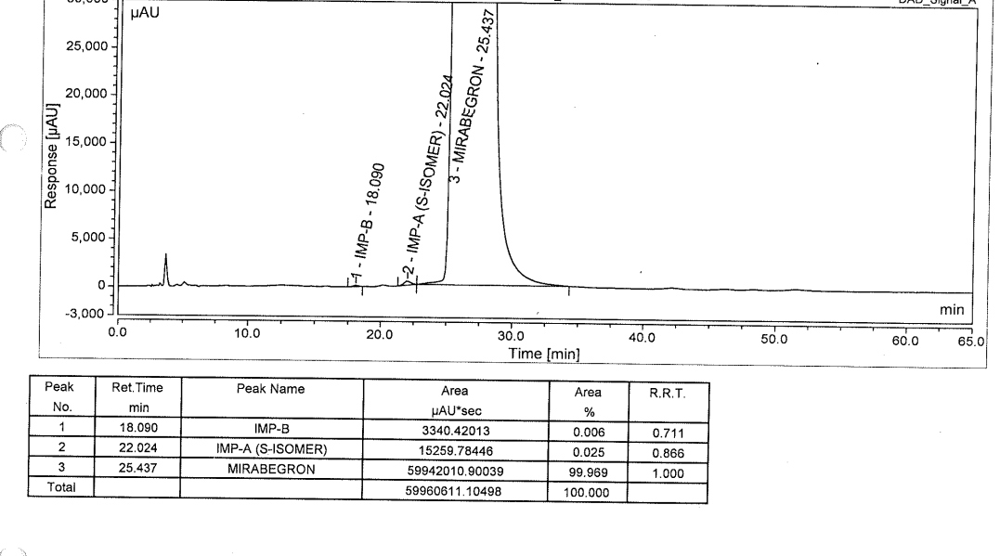 DAD_Signal_A
µAU
25,000
20,000
15,000
10,000
5,000
0
-3,000
Response [µAU]
1 - IMP-B - 18.090
2 - IMP-A (S-ISOMER) - 22.024
3 - MIRABEGRON - 25.437
min
0.0 10.0 20.0 30.0 40.0 50.0 60.0 65.0
Time [min]
Peak No. Ret.Time min Peak Name Area µAU*sec Area % R.R.T.
1 18.090 IMP-B 3340.42013 0.006 0.711
2 22.024 IMP-A (S-ISOMER) 15259.78446 0.025 0.866
3 25.437 MIRABEGRON 59942010.90039 99.969 1.000
Total 59960611.10498 100.000